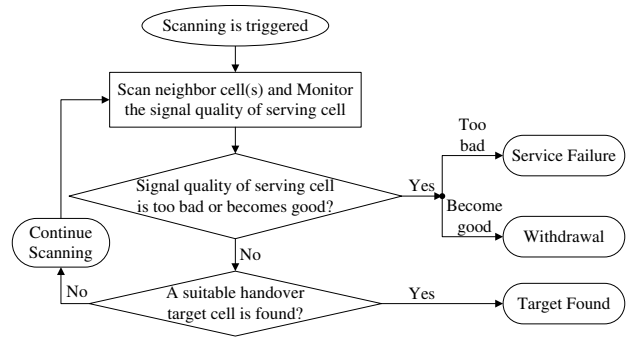 Scanning is triggered
Scan neighbor cell(s) and Monitor
the signal quality of serving cell
Signal quality of serving cell
is too bad or becomes good?
Yes
Too
bad
Service Failure
Become
good
Withdrawal
Continue
Scanning
No
No
A suitable handover
target cell is found?
Yes
Target Found